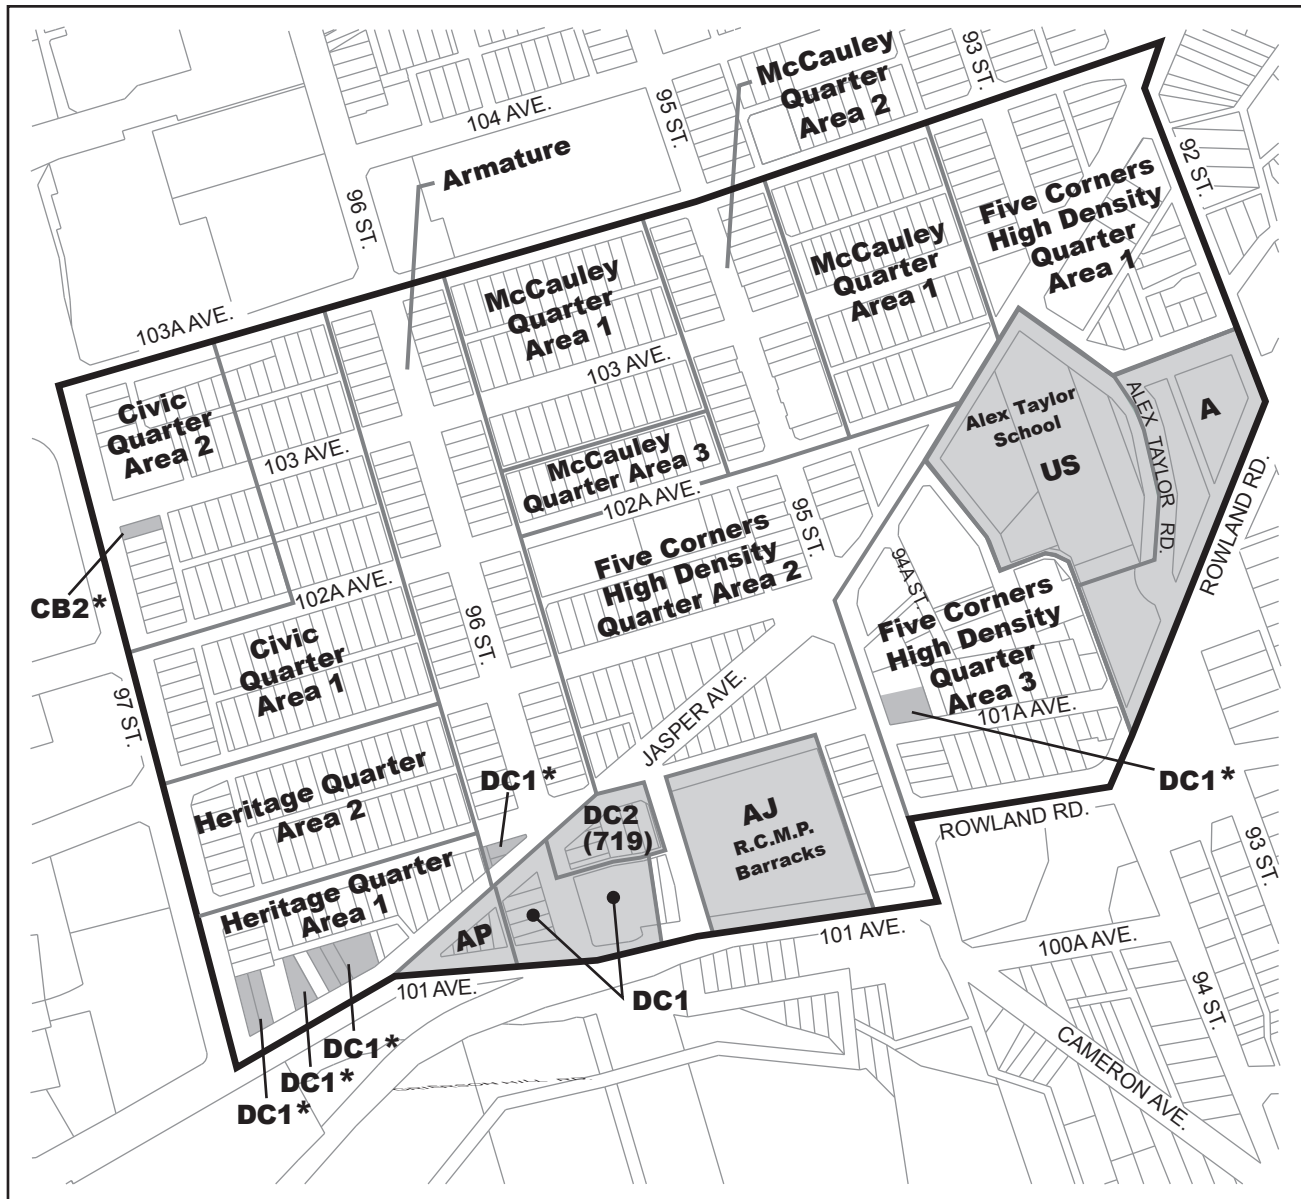 McCauley
Quarter
Area 2
93 ST.
104 AVE.
95 ST.
Armature
92 ST.
96 ST.
Five Corners
High Density
Quarter
Area 1
McCauley
Quarter
Area 1
McCauley
Quarter
Area 1
103A AVE.
103 AVE.
Civic
Quarter
Area 2
103 AVE.
McCauley
Quarter Area 3
102A AVE.
Alex Taylor
School
US
ALEX TAYLOR RD.
A
ROWLAND RD.
95 ST.
Five Corners
High Density
Quarter Area 2
94A ST.
CB2*
102A AVE.
96 ST.
Civic
Quarter
Area 1
Five Corners
High Density
Quarter
Area 3
101A AVE.
97 ST.
JASPER AVE.
DC1*
DC1*
Heritage Quarter
Area 2
DC2
(719)
AJ
R.C.M.P.
Barracks
ROWLAND RD.
93 ST.
Heritage Quarter
Area 1
AP
101 AVE.
100A AVE.
101 AVE.
DC1
94 ST.
DC1*
DC1*
DC1*
GRIERSON HILL RD.
CAMERON AVE.